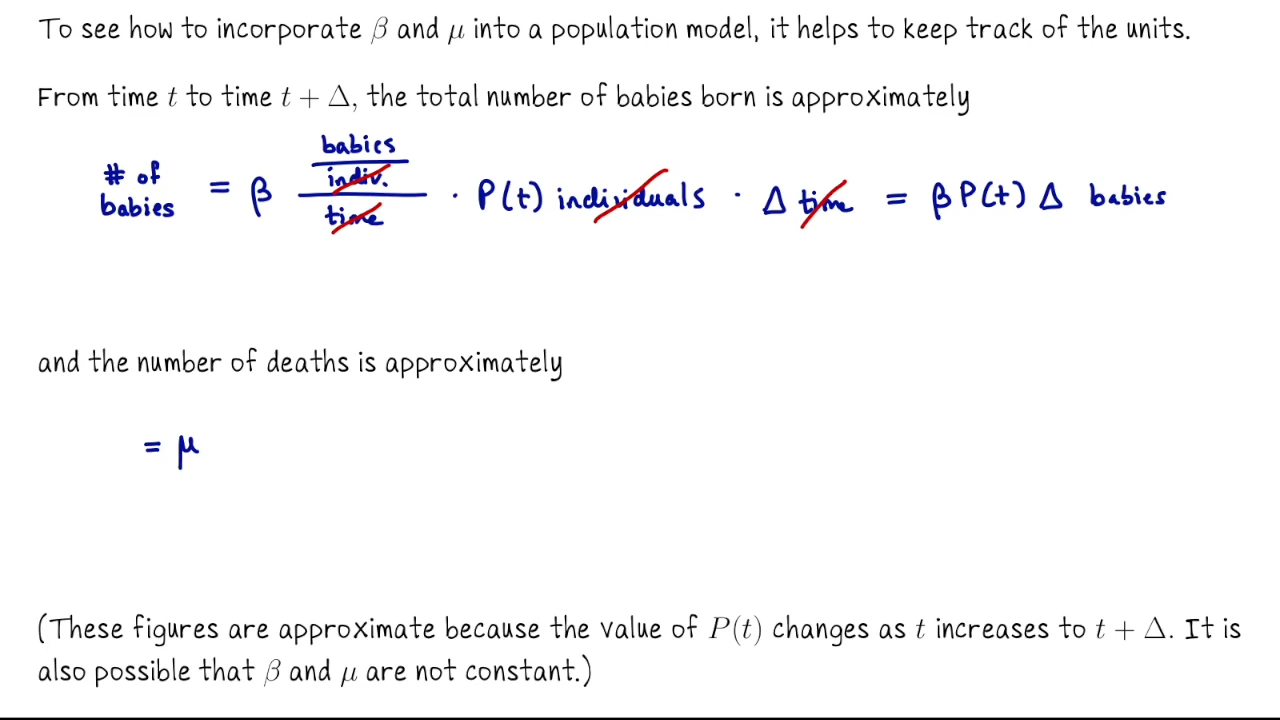 To see how to incorporate β and μ into a population model, it helps to keep track of the units.
From time t to time t + Δ, the total number of babies born is approximately
# of babies = β babies/indiv./time · P(t) individuals · Δ time = β P(t) Δ babies
and the number of deaths is approximately
= μ
(These figures are approximate because the value of P(t) changes as t increases to t + Δ. It is
also possible that β and μ are not constant.)